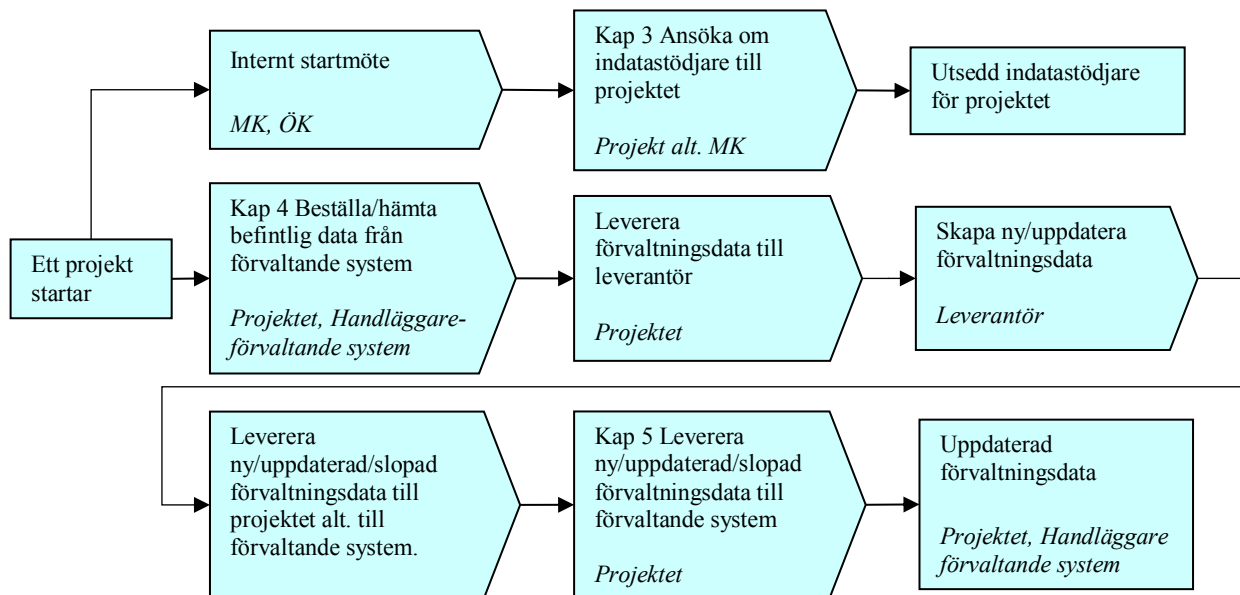 Internt startmöte
MK, ÖK
Kap 3 Ansöka om
indatastödjare till
projektet
Projekt alt. MK
Utsedd indatastödjare
för projektet
Ett projekt
startar
Kap 4 Beställa/hämta
befintlig data från
förvaltande system
Projektet, Handläggare-
förvaltande system
Leverera
förvaltningsdata till
leverantör
Projektet
Skapa ny/uppdatera
förvaltningsdata
Leverantör
Leverera
ny/uppdaterad/slopad
förvaltningsdata till
projektet alt. till
förvaltande system.
Kap 5 Leverera
ny/uppdaterad/slopad
förvaltningsdata till
förvaltande system
Projektet
Uppdaterad
förvaltningsdata
Projektet, Handläggare
förvaltande system